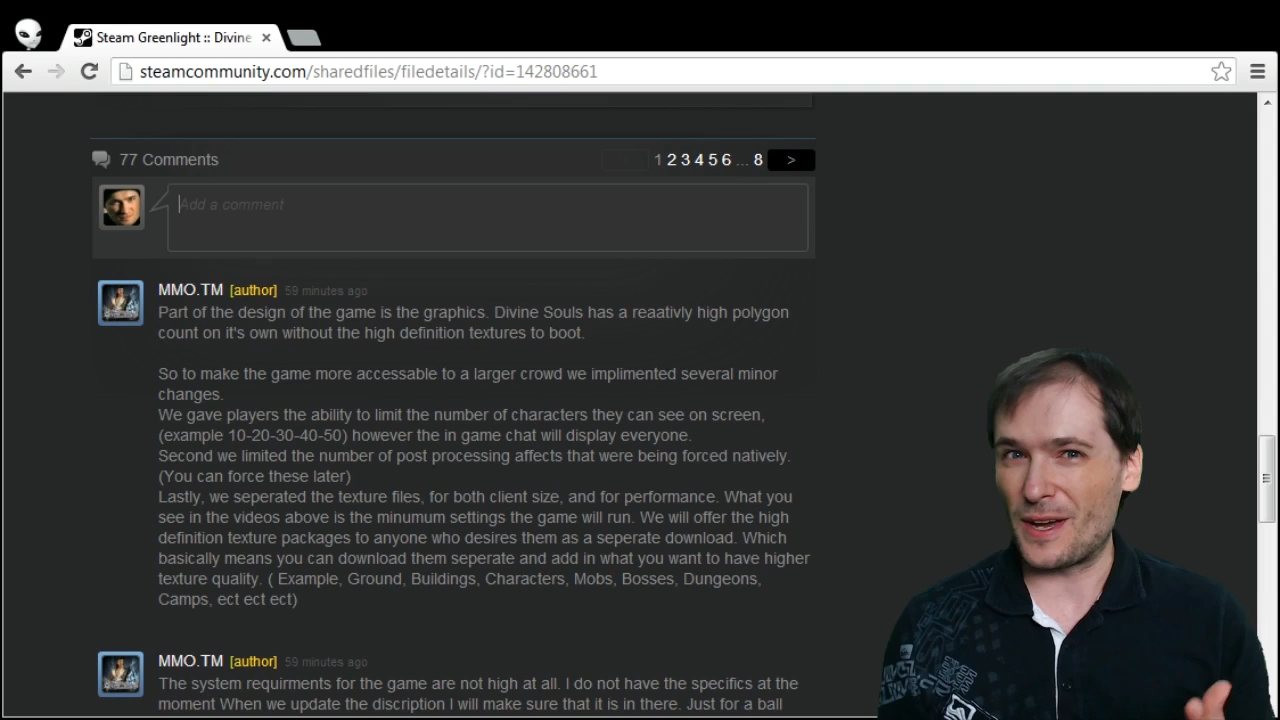 Steam Greenlight :: Divine
steamcommunity.com/sharedfiles/filedetails/?id=142808661
77 Comments
1 2 3 4 5 6 ... 8 >
Add a comment
MMO.TM [author] 59 minutes ago
Part of the design of the game is the graphics. Divine Souls has a reaativly high polygon
count on it's own without the high definition textures to boot.
So to make the game more accessable to a larger crowd we implimented several minor
changes.
We gave players the ability to limit the number of characters they can see on screen,
(example 10-20-30-40-50) however the in game chat will display everyone.
Second we limited the number of post processing affects that were being forced natively.
(You can force these later)
Lastly, we seperated the texture files, for both client size, and for performance. What you
see in the videos above is the minumum settings the game will run. We will offer the high
definition texture packages to anyone who desires them as a seperate download. Which
basically means you can download them seperate and add in what you want to have higher
texture quality. ( Example, Ground, Buildings, Characters, Mobs, Bosses, Dungeons,
Camps, ect ect ect)
MMO.TM [author] 59 minutes ago
The system requirments for the game are not high at all. I do not have the specifics at the
moment When we update the discription I will make sure that it is in there. Just for a ball